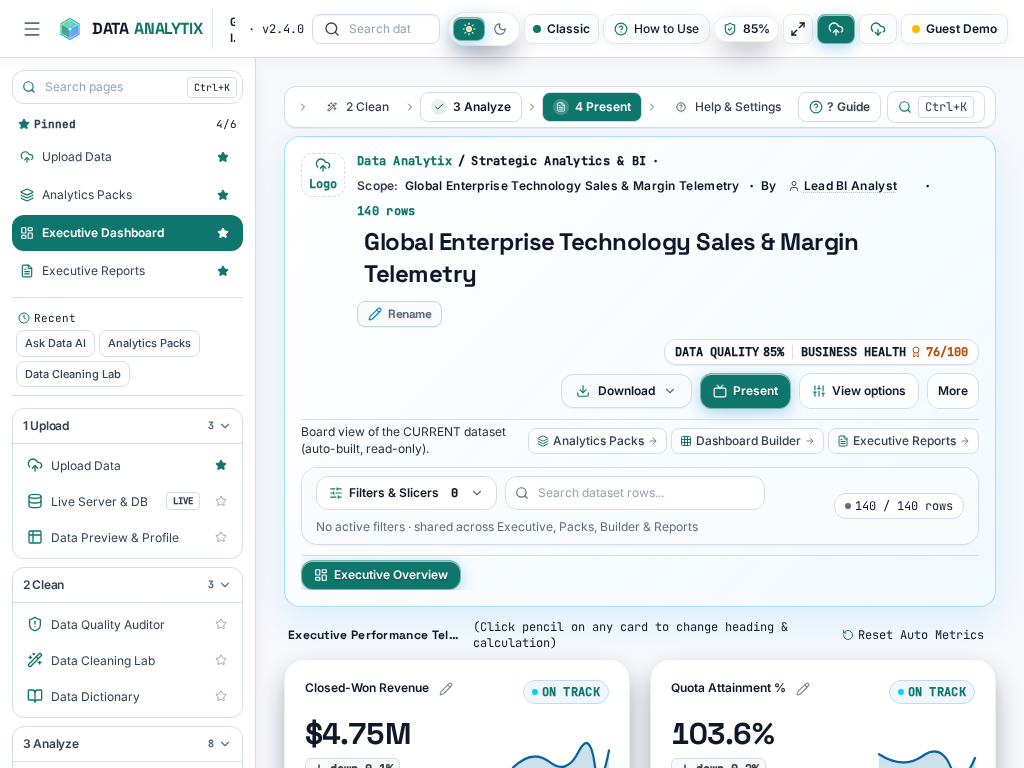 DATA ANALYTIX
· v2.4.0
Search dat
Classic
How to Use
85%
Guest Demo
Search pages
Ctrl+K
Pinned
4/6
Upload Data
Analytics Packs
Executive Dashboard
Executive Reports
Recent
Ask Data AI
Analytics Packs
Data Cleaning Lab
1 Upload
3
Upload Data
Live Server & DB
LIVE
Data Preview & Profile
2 Clean
3
Data Quality Auditor
Data Cleaning Lab
Data Dictionary
3 Analyze
8
2 Clean
3 Analyze
4 Present
Help & Settings
? Guide
Ctrl+K
Logo
Data Analytix / Strategic Analytics & BI ·
Scope: Global Enterprise Technology Sales & Margin Telemetry · By Lead BI Analyst ·
140 rows
Global Enterprise Technology Sales & Margin
Telemetry
Rename
DATA QUALITY 85%
BUSINESS HEALTH 76/100
Download
Present
View options
More
Board view of the CURRENT dataset
(auto-built, read-only).
Analytics Packs →
Dashboard Builder →
Executive Reports →
Filters & Slicers 0
Search dataset rows...
140 / 140 rows
No active filters · shared across Executive, Packs, Builder & Reports
Executive Overview
Executive Performance Tel...
(Click pencil on any card to change heading &
calculation)
Reset Auto Metrics
Closed-Won Revenue
ON TRACK
$4.75M
↓ down 0.1%
Quota Attainment %
ON TRACK
103.6%